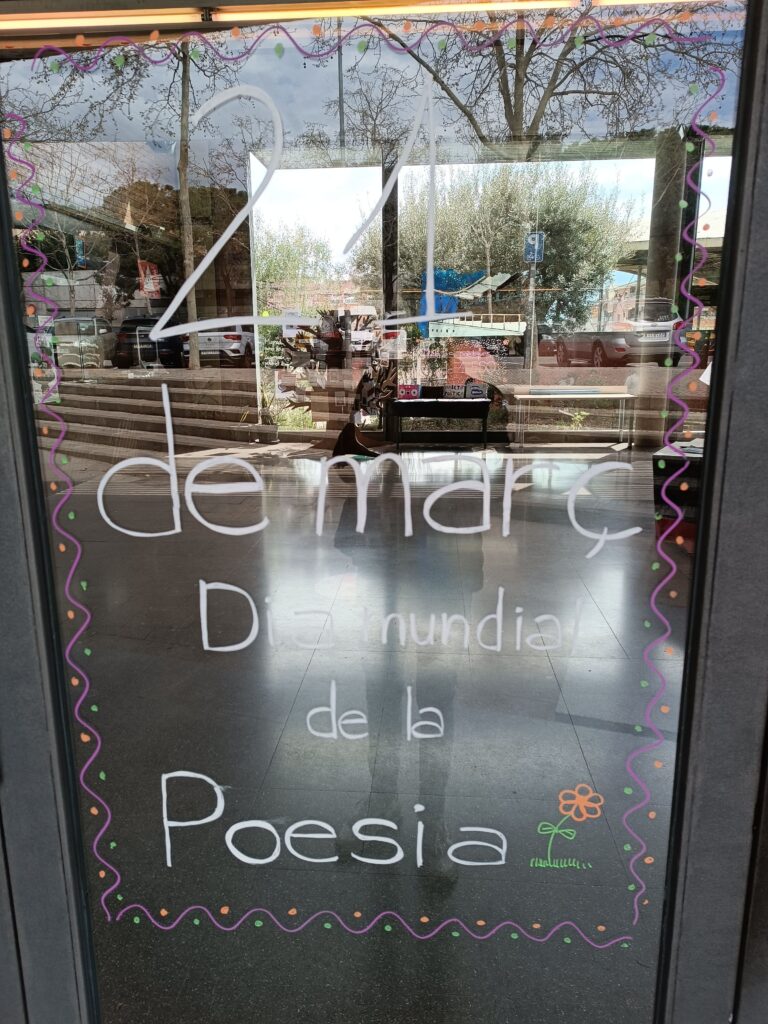 21
de març
Dia mundial
de la
Poesia
P